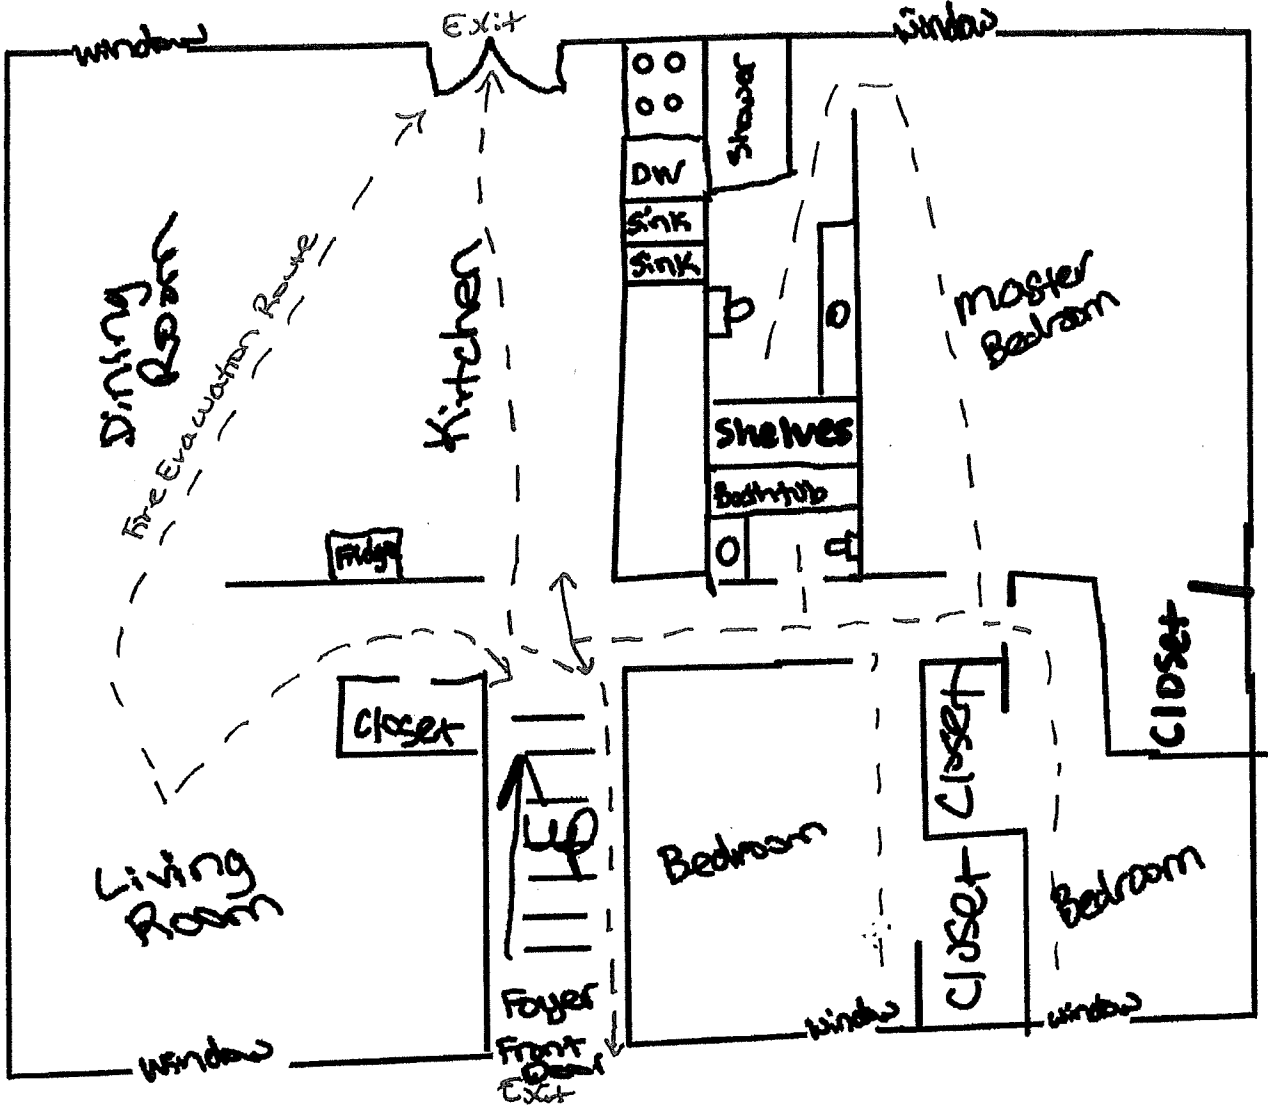 Exit
window
window
Shower
DW
Sink
Sink
Dining
Room
Fire Evacuation Route
Kitchen
Master
Bedroom
Shelves
Bathtub
Fridge
Closet
Closet
Closet
Up
Bedroom
Living
Room
Closet
Bedroom
Foyer
Front
Door
Exit
window
window
window